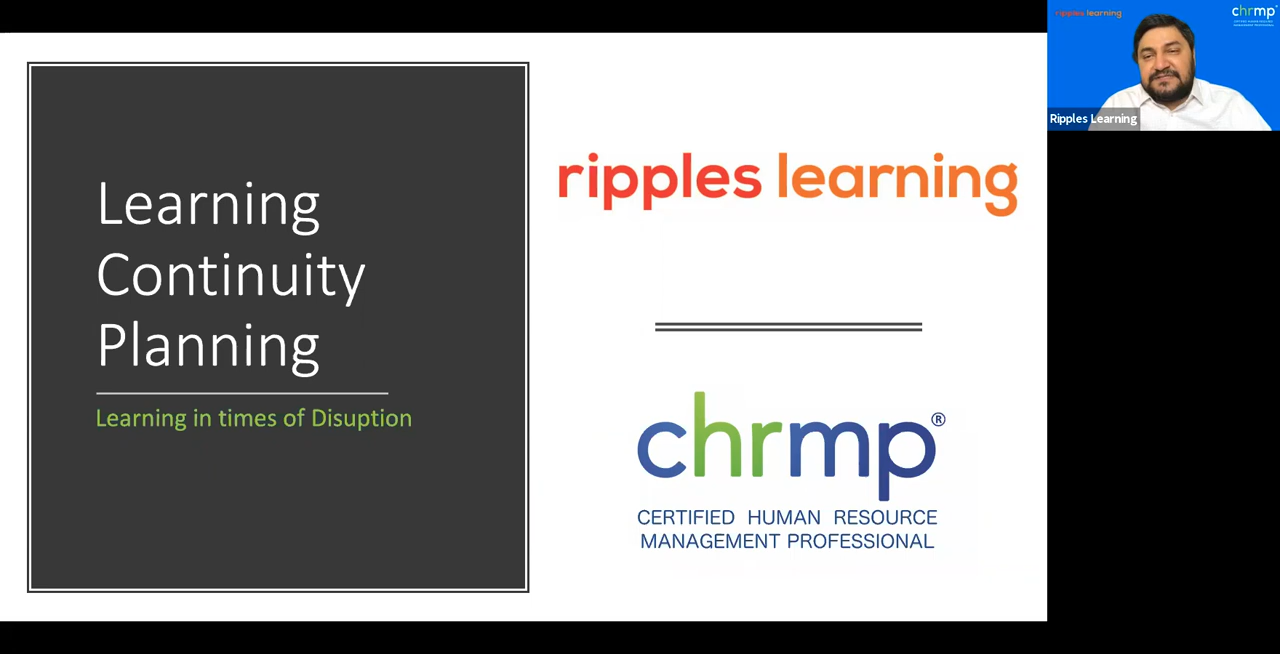 Learning
Continuity
Planning
Learning in times of Disuption
ripples learning
chrmp®
CERTIFIED HUMAN RESOURCE
MANAGEMENT PROFESSIONAL
ripples learning
chrmp
Ripples Learning